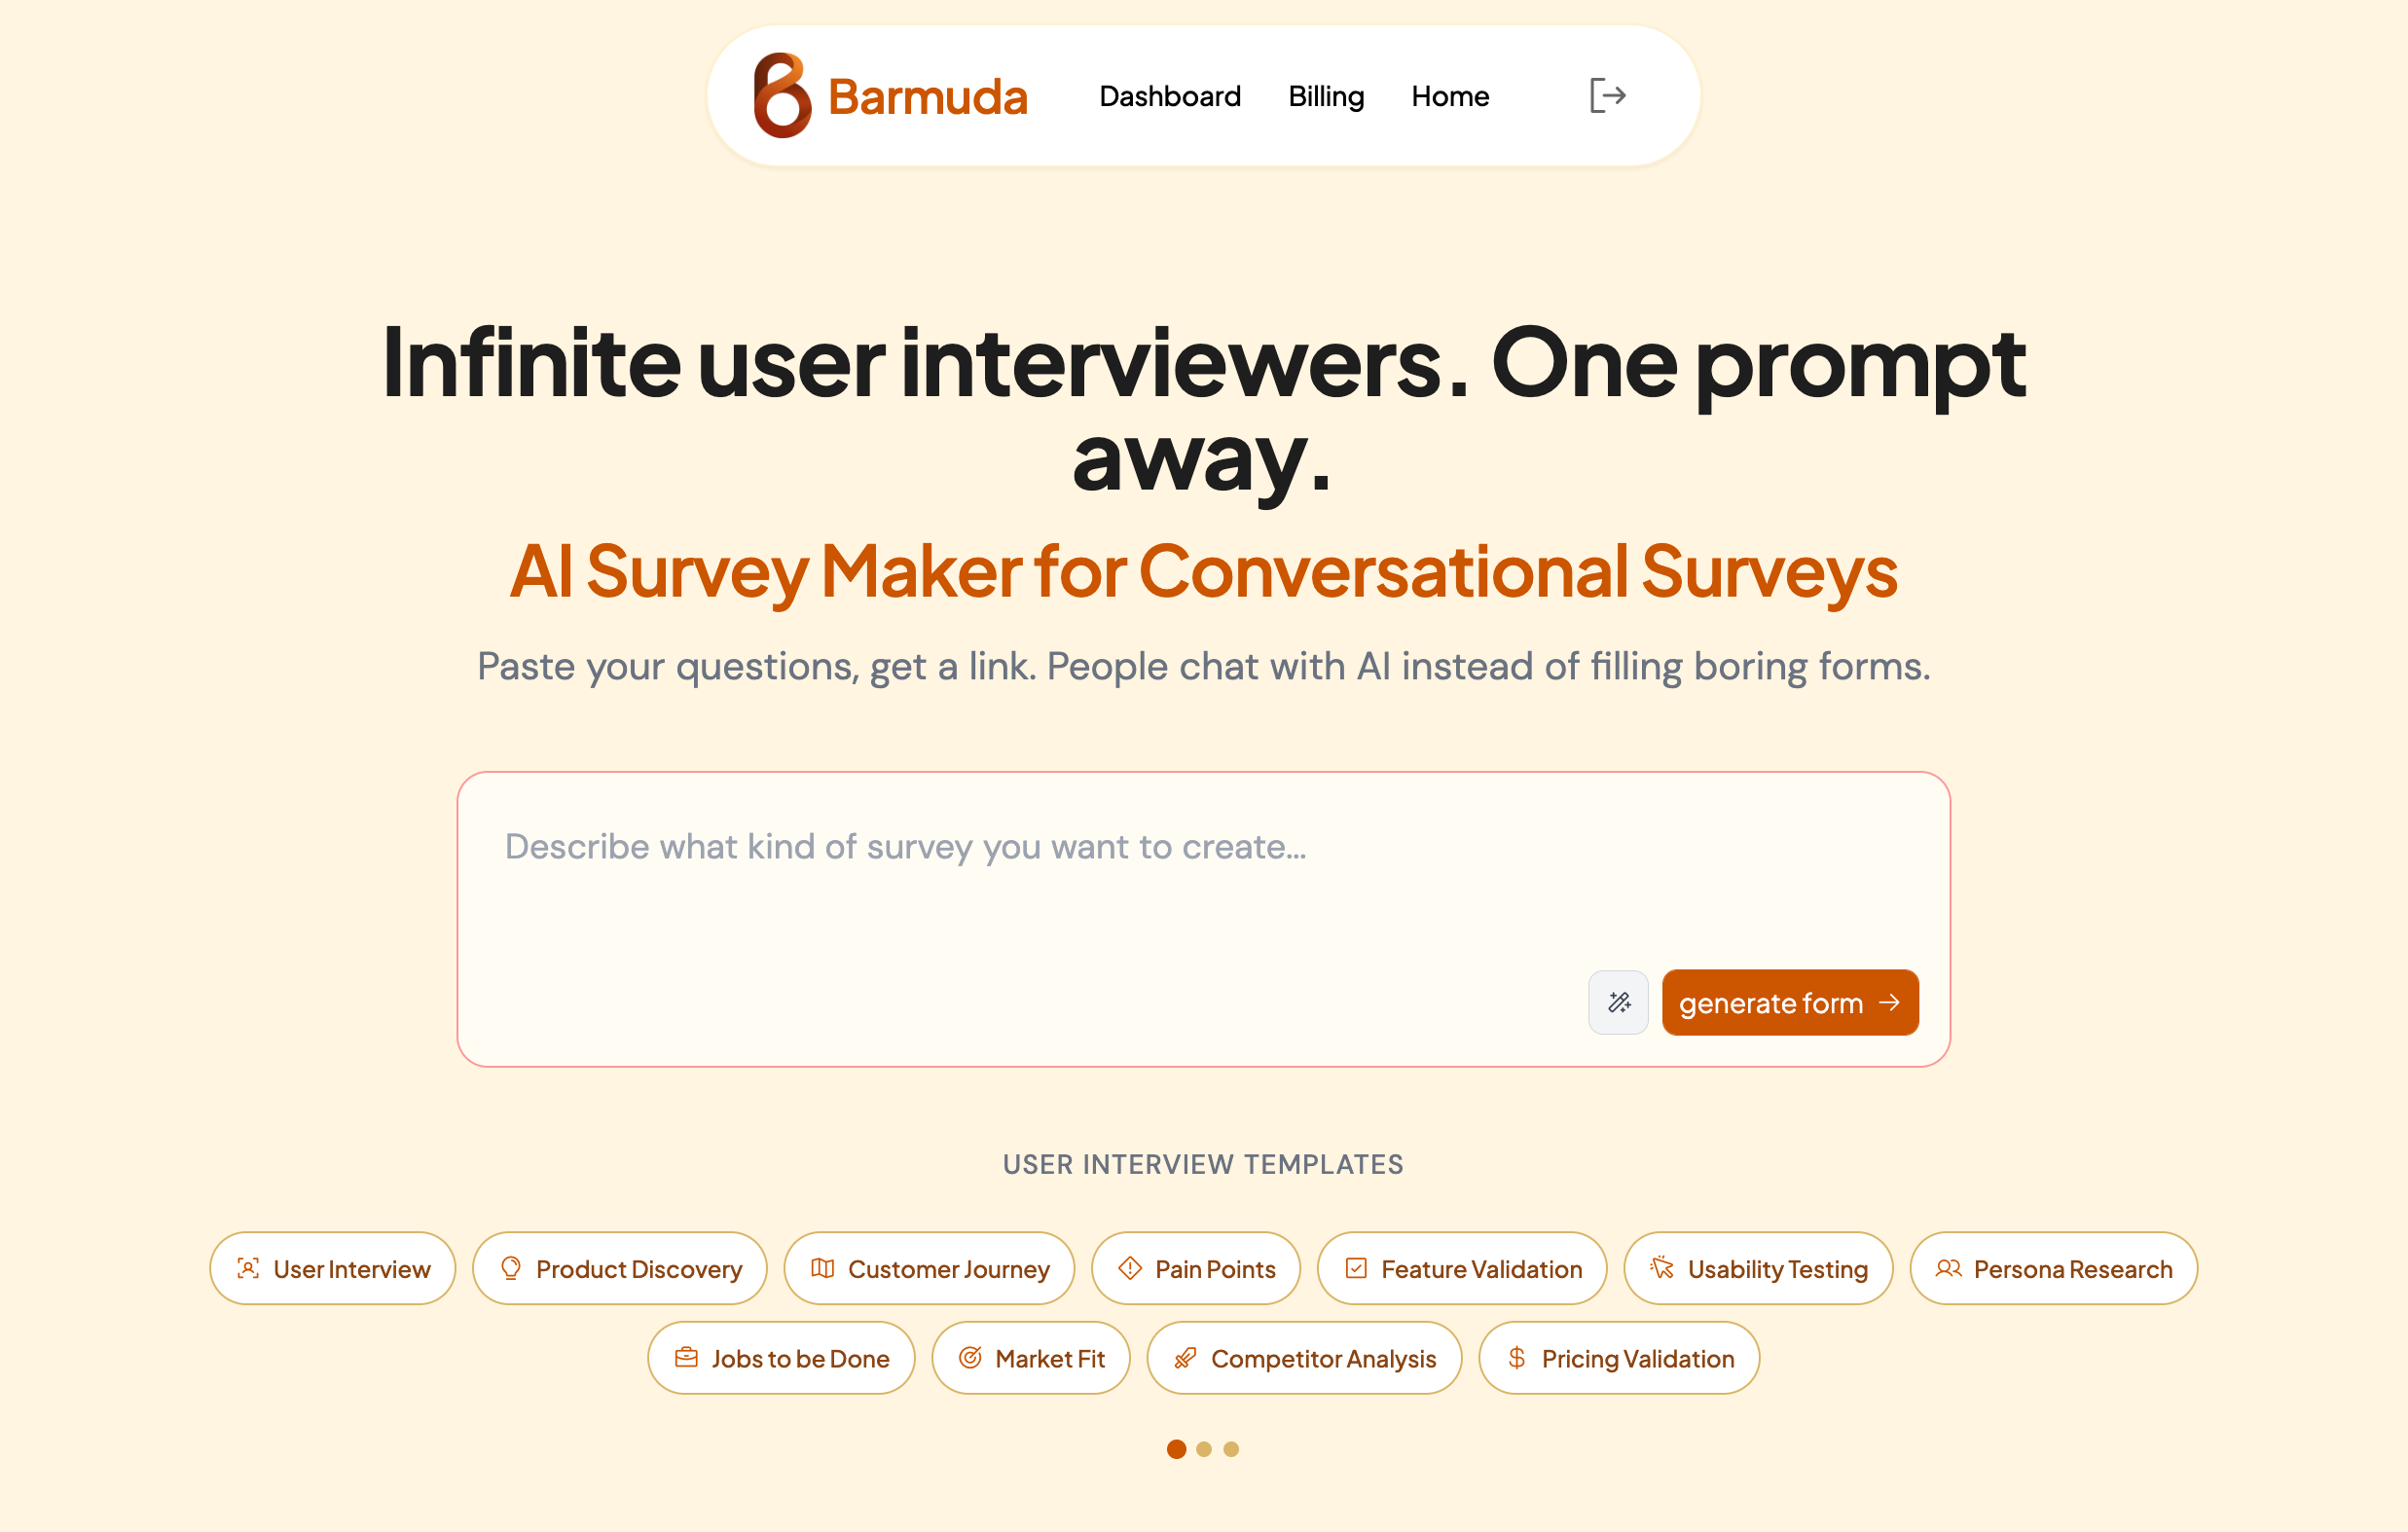 Barmuda Dashboard Billing Home
Infinite user interviewers. One prompt
away.
AI Survey Maker for Conversational Surveys
Paste your questions, get a link. People chat with AI instead of filling boring forms.
Describe what kind of survey you want to create...
generate form
USER INTERVIEW TEMPLATES
User Interview Product Discovery Customer Journey Pain Points Feature Validation Usability Testing Persona Research
Jobs to be Done Market Fit Competitor Analysis Pricing Validation